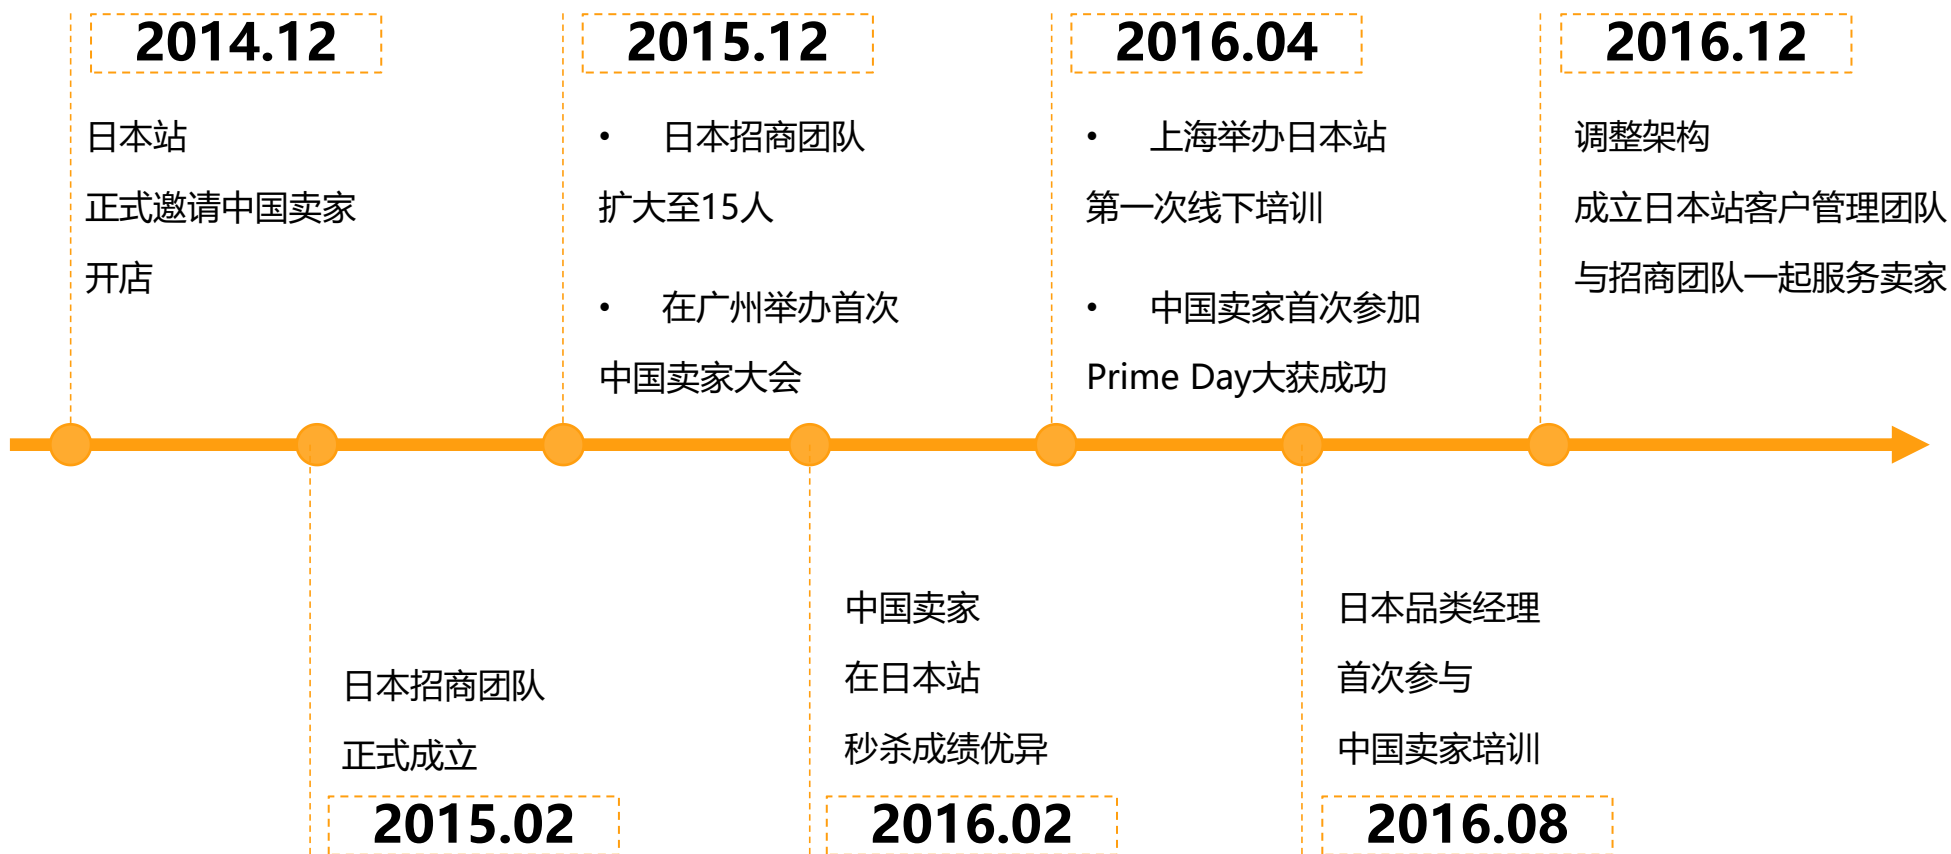 2014.12
日本站
正式邀请中国卖家
开店
2015.12
• 日本招商团队
扩大至15人
• 在广州举办首次
中国卖家大会
2016.04
• 上海举办日本站
第一次线下培训
• 中国卖家首次参加
Prime Day大获成功
2016.12
调整架构
成立日本站客户管理团队
与招商团队一起服务卖家
日本招商团队
正式成立
2015.02
中国卖家
在日本站
秒杀成绩优异
2016.02
日本品类经理
首次参与
中国卖家培训
2016.08